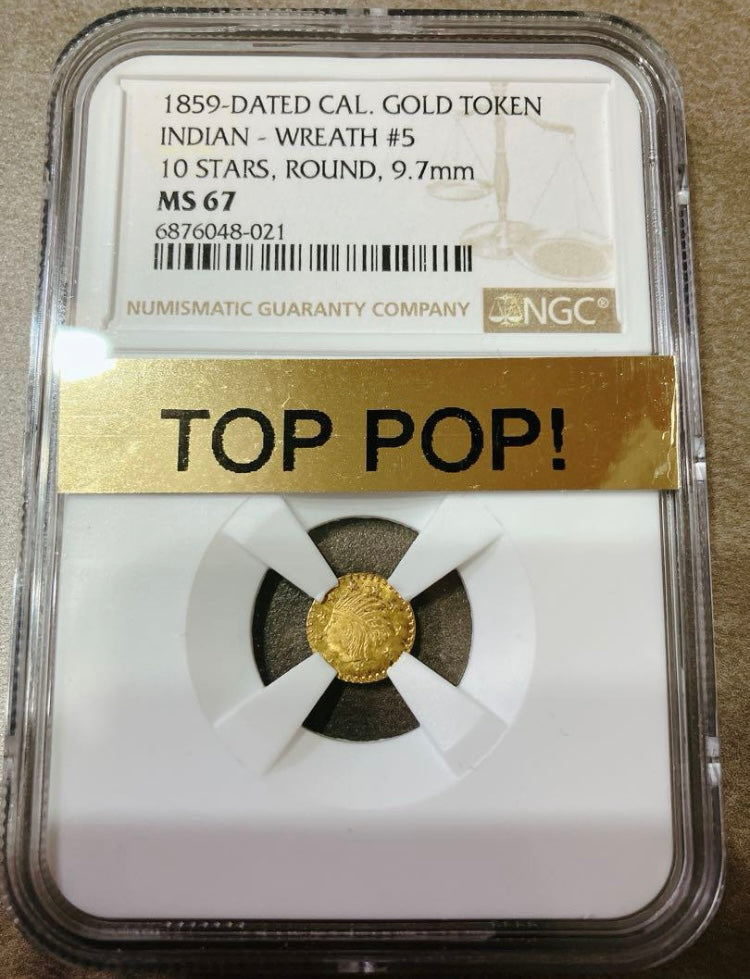 1859-DATED CAL. GOLD TOKEN
INDIAN - WREATH #5
10 STARS, ROUND, 9.7mm
MS 67
6876048-021
NUMISMATIC GUARANTY COMPANY NGC®
TOP POP!